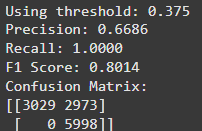 Using threshold: 0.375
Precision: 0.6686
Recall: 1.0000
F1 Score: 0.8014
Confusion Matrix:
[[3029 2973]
 [   0 5998]]